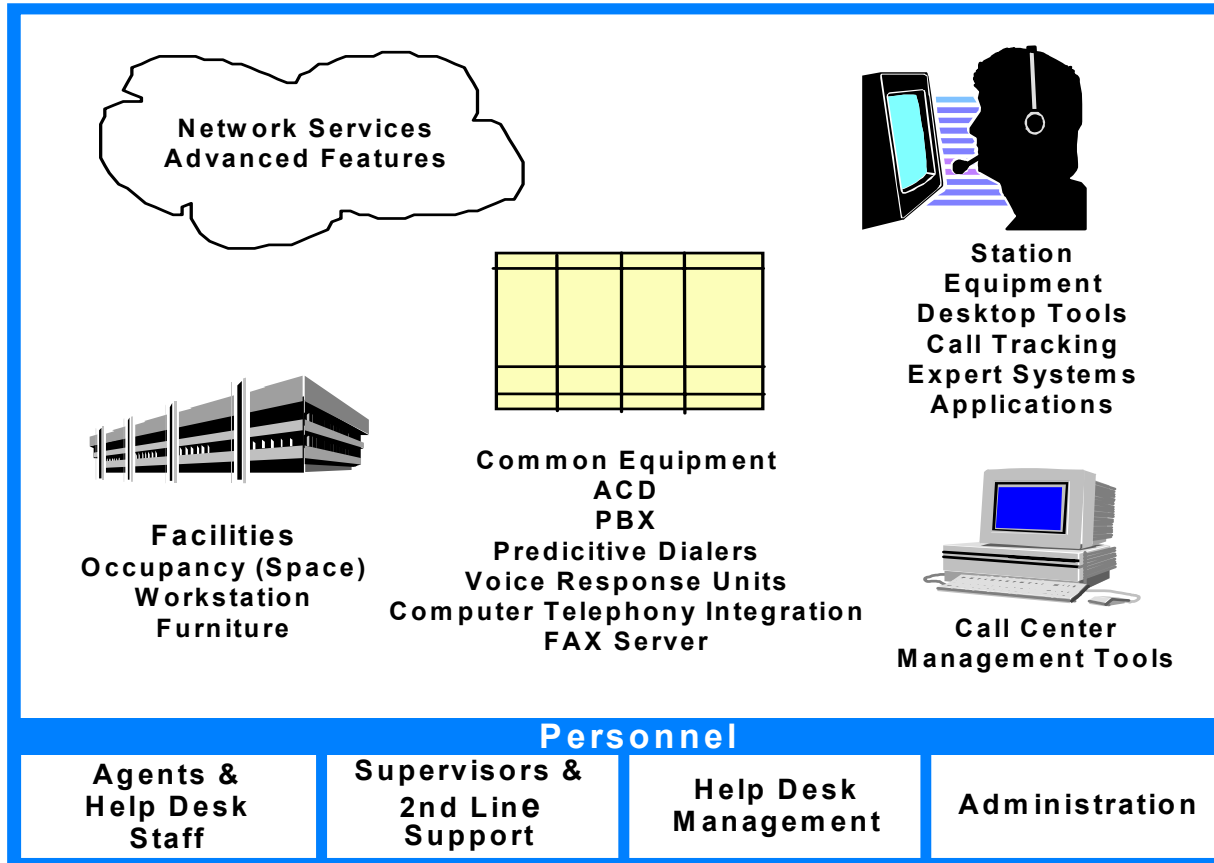 Network Services
Advanced Features
Station
Equipment
Desktop Tools
Call Tracking
Expert Systems
Applications
Facilities
Occupancy (Space)
Workstation
Furniture
Common Equipment
ACD
PBX
Predicitive Dialers
Voice Response Units
Computer Telephony Integration
FAX Server
Call Center
Management Tools
Personnel
Agents &
Help Desk
Staff
Supervisors &
2nd Line
Support
Help Desk
Management
Administration